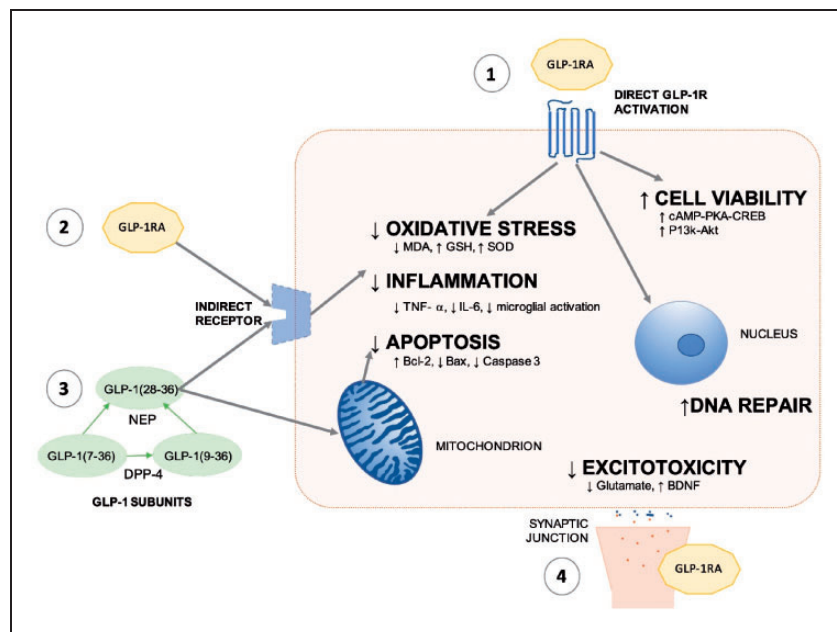 1
GLP-1RA
DIRECT GLP-1R
ACTIVATION
↑ CELL VIABILITY
↑ cAMP-PKA-CREB
↑ P13k-Akt
2
GLP-1RA
INDIRECT
RECEPTOR
↓ OXIDATIVE STRESS
↓ MDA, ↑ GSH, ↑ SOD
↓ INFLAMMATION
↓ TNF- α, ↓ IL-6, ↓ microglial activation
↓ APOPTOSIS
↑ Bcl-2, ↓ Bax, ↓ Caspase 3
NUCLEUS
↑DNA REPAIR
3
GLP-1(28-36)
NEP
GLP-1(7-36)
GLP-1(9-36)
DPP-4
GLP-1 SUBUNITS
MITOCHONDRION
↓ EXCITOTOXICITY
↓ Glutamate, ↑ BDNF
SYNAPTIC
JUNCTION
4
GLP-1RA